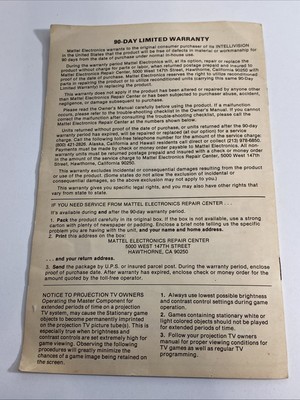 90-DAY LIMITED WARRANTY
Mattel Electronics warrants to the original consumer purchaser of its INTELLIVISION
in the United States that the product will be free of defects in material or workmanship for
90 days from the date of purchase under normal in-house use.
During the warranty period Mattel Electronics will, at its option, repair or replace the
product without charge for parts or labor, when returned postage prepaid and insured to
Mattel Electronics Repair Center, 5000 West 147th Street, Hawthorne, California 90250 with
proof of the date of purchase. Mattel Electronics reserves the right to utilize reconditioned
parts in repairing the product or to utilize reconditioned units carrying this same 90-Day
Limited Warranty in replacing the product.
This warranty does not apply if the product has been altered or repaired by anyone other
than Mattel Electronics Repair Center or has been subjected to purchaser abuse, accident,
negligence, or damage subsequent to purchase.
Please read the Owner's Manual carefully before using the product. If a malfunction
occurs, please refer to the trouble-shooting checklist in the Owner's Manual. If you cannot
correct the malfunction after consulting the trouble-shooting checklist, please call the
Mattel Electronics Repair Center at the numbers shown below.
Units returned without proof of the date of purchase, or units returned after the 90-day
warranty period has expired, will be repaired or replaced (at our option) for a service
charge. Call the following toll-free number for the amount of the service charge:
(800) 421-2826. Alaska, California and Hawaii residents call direct or collect (213) 978-6650.
Payments must be made by check or money order payable to Mattel Electronics. All non-
warranty units must be returned postage prepaid and insured with a check or money order
in the amount of the service charge to Mattel Electronics Repair Center, 5000 West 147th
Street, Hawthorne, California 90250.
This warranty excludes incidental or consequential damages resulting from the product
or use of the product. (Some states do not allow the exclusion of incidental or
consequential damages, so the above exclusion may not apply to you.)
This warranty gives you specific legal rights, and you may also have other rights that
vary from state to state.
IF YOU NEED SERVICE FROM MATTEL ELECTRONICS REPAIR CENTER . . .
It's available during and after the 90-day warranty period.
1. Pack the product carefully in its original box. If the box is not available, use a strong
carton with plenty of newspaper or padding. Enclose a brief note telling us the specific
problem you are having with the unit, and your name and home address.
2. Print this address on the box:
MATTEL ELECTRONICS REPAIR CENTER
5000 WEST 147TH STREET
HAWTHORNE, CA 90250
. . . and your return address.
3. Send the package by U.P.S. or insured parcel post. During the warranty period, enclose
proof of purchase date. After warranty has expired, enclose check or money order for the
amount quoted by the toll-free operator.
NOTICE TO PROJECTION TV OWNERS
Operating the Master Component for
extended periods of time on a projection
TV system, may cause the Stationary game
objects to become permanently imprinted
on the projection TV picture tube(s). This is
especially true when brightness and
contrast controls are set extremely high for
game viewing. Observing the following
procedures will greatly minimize the
chances of a game image being retained on
the screen.
1. Always use lowest possible brightness
and contrast control settings during game
operation.
2. Games containing stationary white or
light colored objects should not be played
for extended periods of time.
3. Follow your projection TV owners
manual for proper viewing conditions for
TV games as well as regular TV
programming.